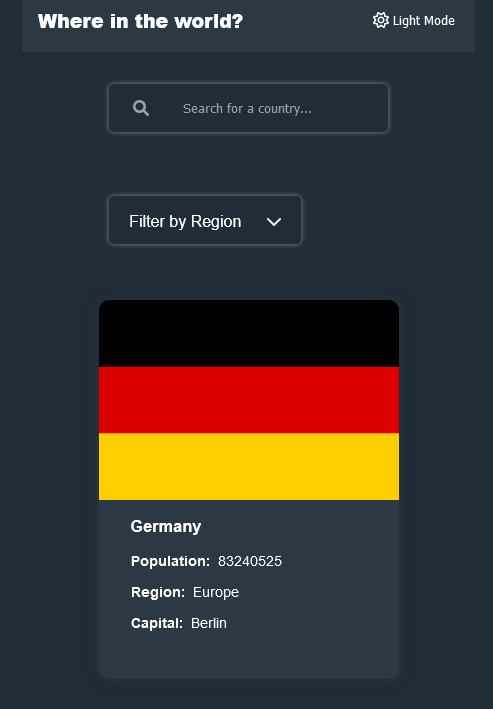 Where in the world?
Light Mode
Search for a country...
Filter by Region
Germany
Population: 83240525
Region: Europe
Capital: Berlin